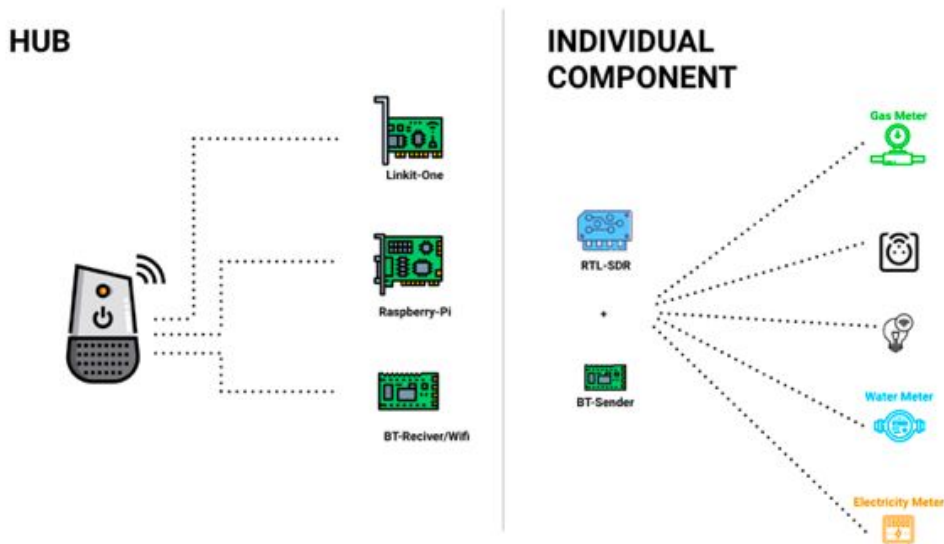 HUB
INDIVIDUAL
COMPONENT
Linkit-One
Raspberry-Pi
BT-Reciver/Wifi
RTL-SDR
+
BT-Sender
Gas Meter
Water Meter
Electricity Meter